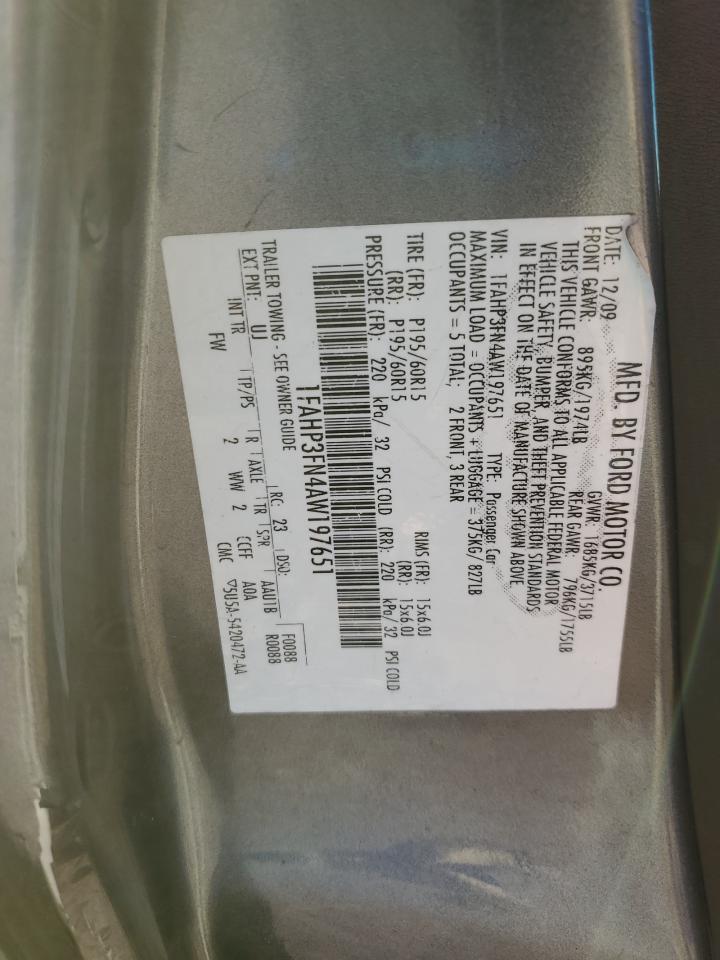 MFD. BY FORD MOTOR CO.
DATE: 12/09 GVWR: 1685KG/3715LB
FRONT GAWR: 895KG/1974LB REAR GAWR: 796KG/1755LB
THIS VEHICLE CONFORMS TO ALL APPLICABLE FEDERAL MOTOR
VEHICLE SAFETY, BUMPER, AND THEFT PREVENTION STANDARDS
IN EFFECT ON THE DATE OF MANUFACTURE SHOWN ABOVE.
VIN: 1FAHP3FN4AW197651 TYPE: Passenger Car
MAXIMUM LOAD = OCCUPANTS + LUGGAGE = 375KG/ 827LB
OCCUPANTS = 5 TOTAL; 2 FRONT, 3 REAR
TIRE (FR): P195/60R15 RIMS (FR): 15x6.0J
(RR): P195/60R15 (RR): 15x6.0J
PRESSURE (FR): 220 kPa/ 32 PSI COLD (RR): 220 kPa/ 32 PSI COLD
1FAHP3FN4AW197651
TRAILER TOWING - SEE OWNER GUIDE
F0088
EXT PNT: UJ RC: 23 DSO: R0088
INT TR TP/PS R AXLE TR SPR AAU1B
FW 2 WW 2 CCFF AOA
CMC ▽5U5A-5420472-AA